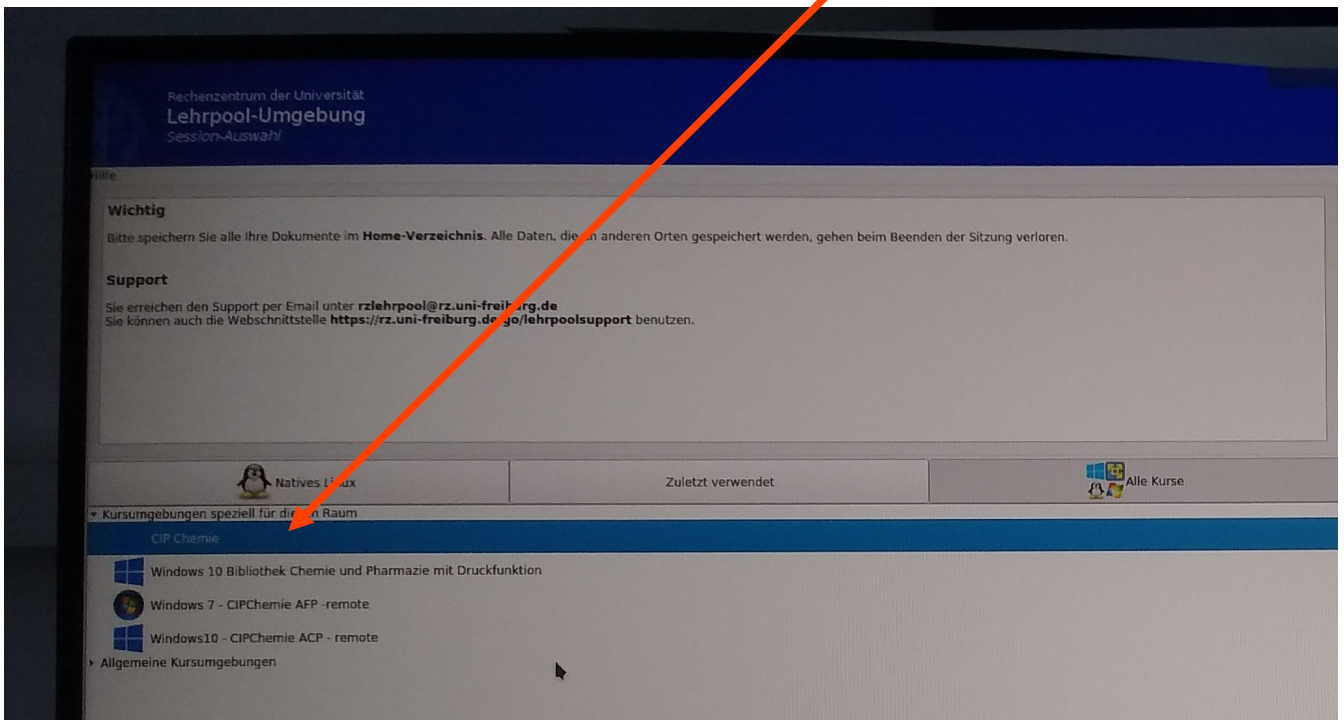 Rechenzentrum der Universität
Lehrpool-Umgebung
Session-Auswahl
Hilfe
Wichtig
Bitte speichern Sie alle Ihre Dokumente im Home-Verzeichnis. Alle Daten, die an anderen Orten gespeichert werden, gehen beim Beenden der Sitzung verloren.
Support
Sie erreichen den Support per Email unter rzlehrpool@rz.uni-freiburg.de
Sie können auch die Webschnittstelle https://rz.uni-freiburg.de/go/lehrpoolsupport benutzen.
Natives Linux
Zuletzt verwendet
Alle Kurse
Kursumgebungen speziell für diesen Raum
CIP Chemie
Windows 10 Bibliothek Chemie und Pharmazie mit Druckfunktion
Windows 7 - CIPChemie AFP -remote
Windows10 - CIPChemie ACP - remote
Allgemeine Kursumgebungen